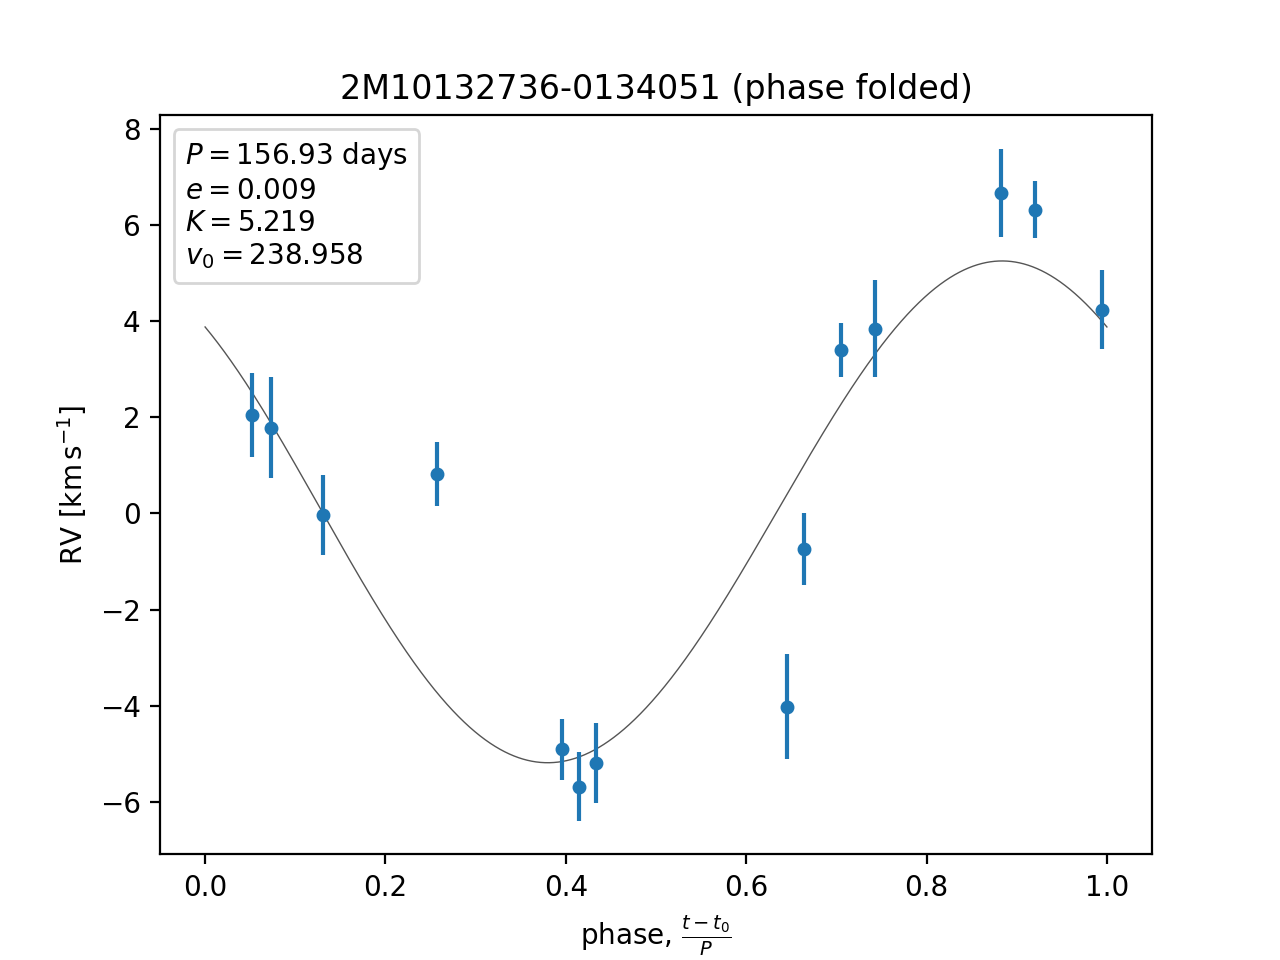 2M10132736-0134051 (phase folded)
P = 156.93 days
e = 0.009
K = 5.219
v₀ = 238.958
8
6
4
2
0
−2
−4
−6
RV [km s⁻¹]
0.0 0.2 0.4 0.6 0.8 1.0
phase, (t − t₀)/P